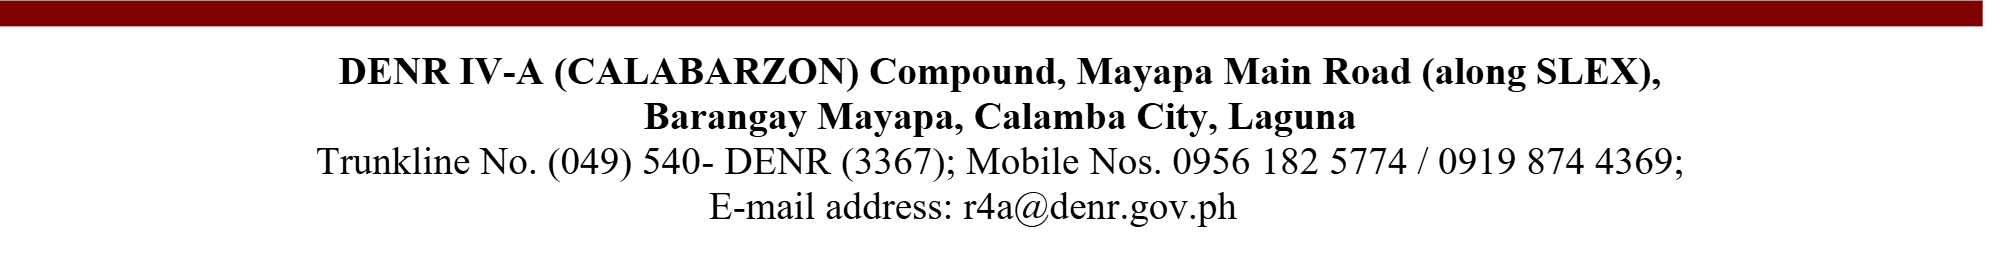 DENR IV-A (CALABARZON) Compound, Mayapa Main Road (along SLEX),
Barangay Mayapa, Calamba City, Laguna
Trunkline No. (049) 540- DENR (3367); Mobile Nos. 0956 182 5774 / 0919 874 4369;
E-mail address: r4a@denr.gov.ph